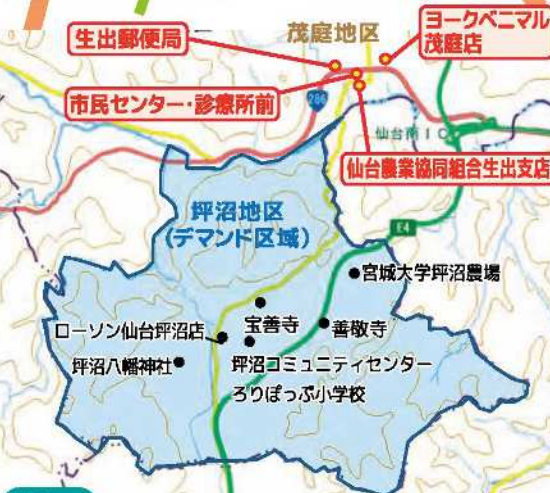 生出郵便局
茂庭地区
ヨークベニマル
茂庭店
市民センター・診療所前
286
仙台南IC
仙台農業協同組合生出支店
坪沼地区
(デマンド区域)
E4
宮城大学坪沼農場
ローソン仙台坪沼店
宝善寺
善敬寺
坪沼八幡神社
坪沼コミュニティセンター
ろりぽっぷ小学校